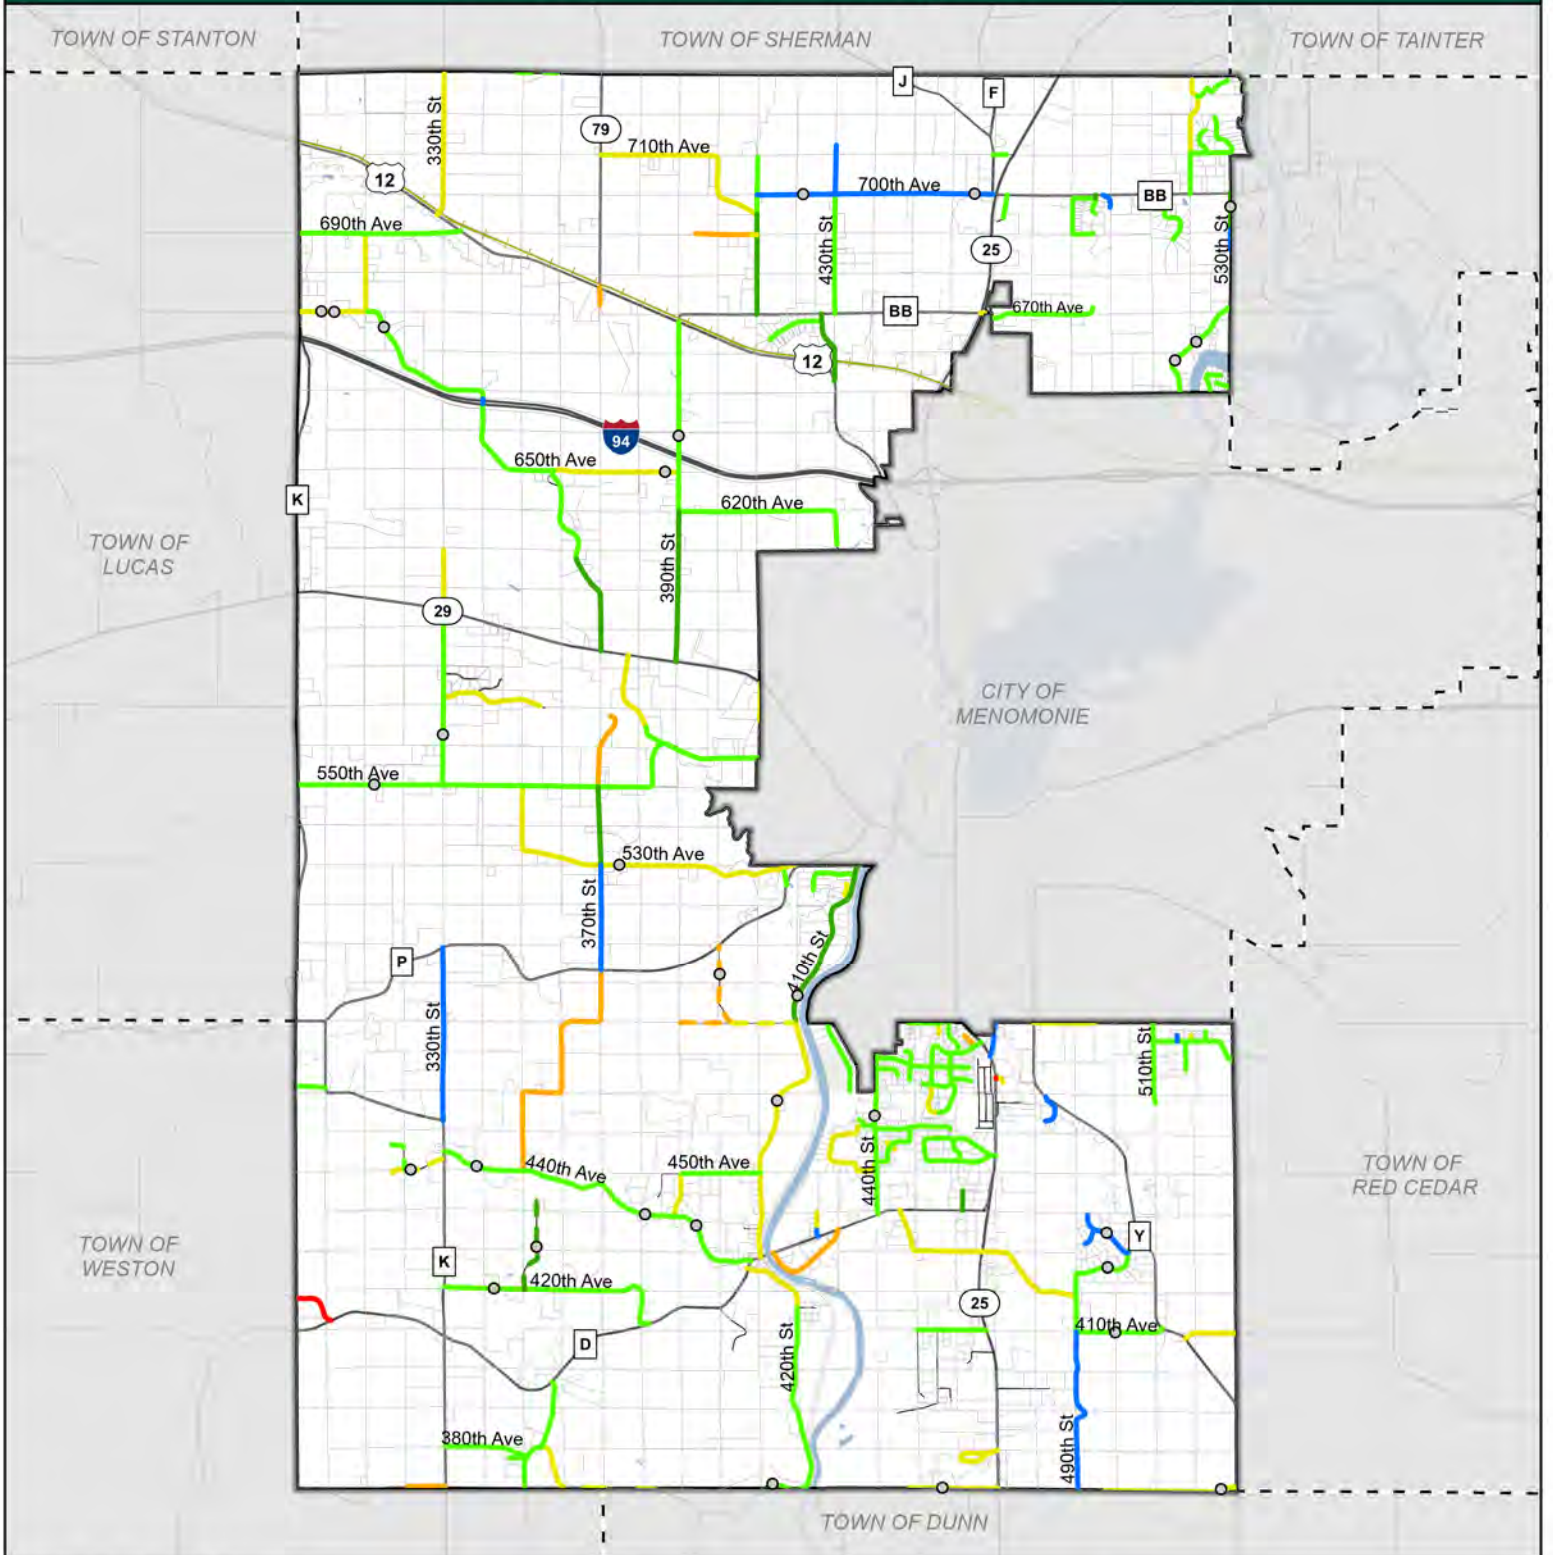 TOWN OF STANTON
TOWN OF SHERMAN
TOWN OF TAINTER
J
F
330th St
79
710th Ave
12
700th Ave
BB
690th Ave
430th St
25
530th St
BB
670th Ave
12
94
650th Ave
K
620th Ave
TOWN OF
LUCAS
390th St
29
CITY OF
MENOMONIE
550th Ave
530th Ave
370th St
P
410th St
330th St
510th St
440th Ave
450th Ave
440th St
TOWN OF
RED CEDAR
TOWN OF
WESTON
K
Y
420th Ave
25
410th Ave
D
420th St
380th Ave
490th St
TOWN OF DUNN